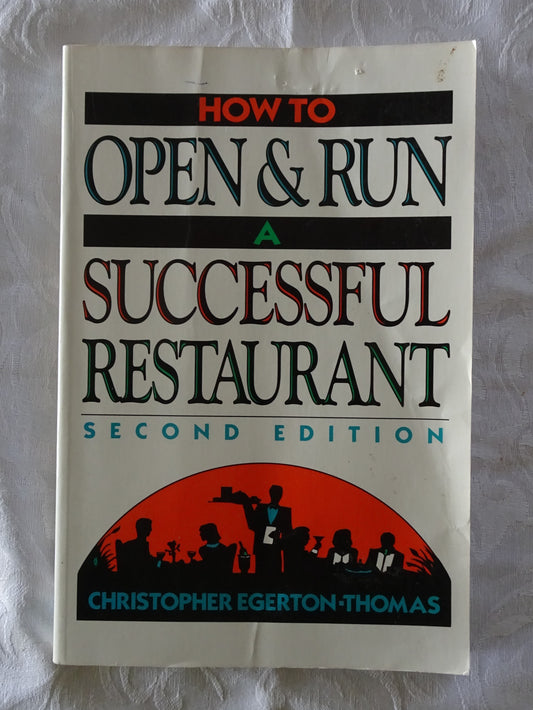 HOW TO
OPEN & RUN
A
SUCCESSFUL
RESTAURANT
SECOND EDITION
CHRISTOPHER EGERTON-THOMAS